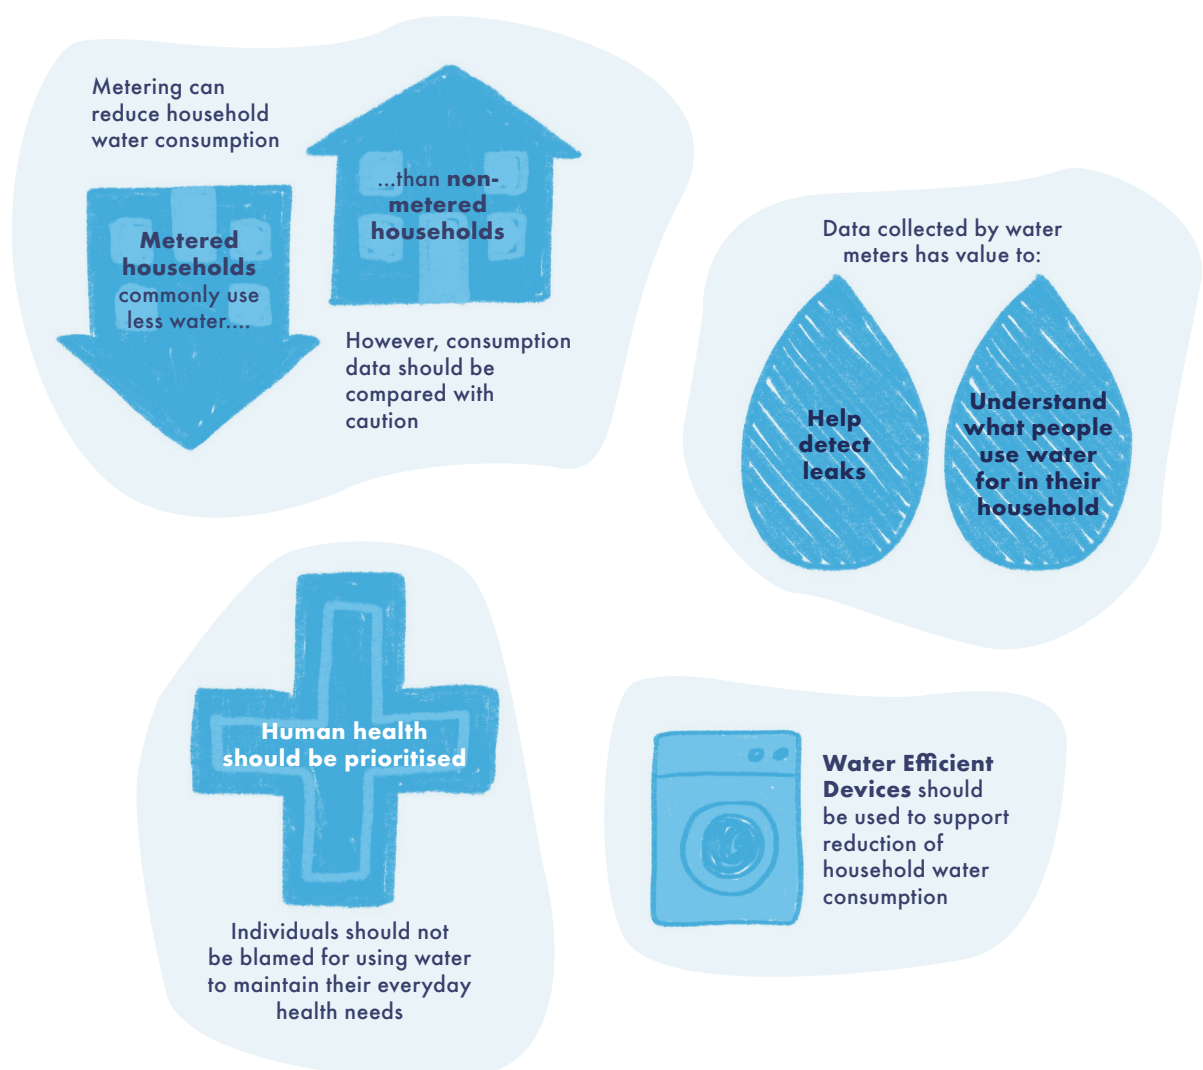 Metering can
reduce household
water consumption
Metered
households
commonly use
less water....
...than non-
metered
households
However, consumption
data should be
compared with
caution
Data collected by water
meters has value to:
Help
detect
leaks
Understand
what people
use water
for in their
household
Human health
should be prioritised
Individuals should not
be blamed for using water
to maintain their everyday
health needs
Water Efficient
Devices should
be used to support
reduction of
household water
consumption